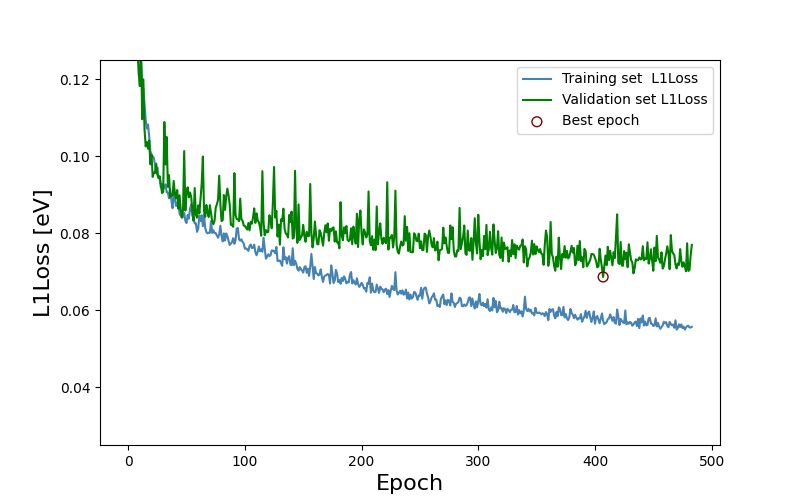 Training set  L1Loss
Validation set L1Loss
Best epoch
0.12
0.10
0.08
0.06
0.04
L1Loss [eV]
0 100 200 300 400 500
Epoch